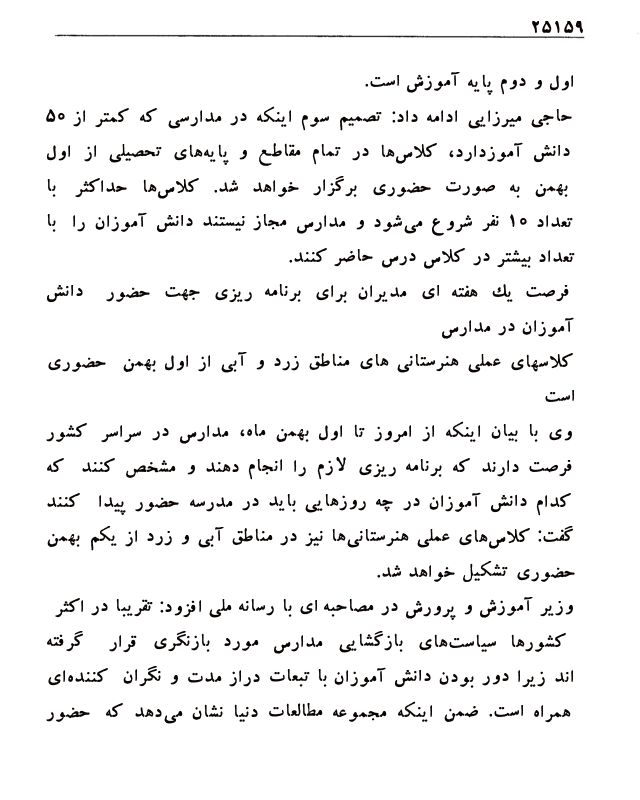 ۲۵۱۵۹
اول و دوم پایه آموزش است.
حاجی میرزایی ادامه داد: تصمیم سوم اینکه در مدارسی که کمتر از ۵۰
دانش آموزدارد، کلاس‌ها در تمام مقاطع و پایه‌های تحصیلی از اول
بهمن به صورت حضوری برگزار خواهد شد. کلاس‌ها حداکثر با
تعداد ۱۰ نفر شروع می‌شود و مدارس مجاز نیستند دانش آموزان را با
تعداد بیشتر در کلاس درس حاضر کنند.
فرصت یك هفته ای مدیران برای برنامه ریزی جهت حضور دانش
آموزان در مدارس
کلاسهای عملی هنرستانی های مناطق زرد و آبی از اول بهمن حضوری
است
وی با بیان اینکه از امروز تا اول بهمن ماه، مدارس در سراسر کشور
فرصت دارند که برنامه ریزی لازم را انجام دهند و مشخص کنند که
کدام دانش آموزان در چه روزهایی باید در مدرسه حضور پیدا کنند
گفت: کلاس‌های عملی هنرستانی‌ها نیز در مناطق آبی و زرد از یکم بهمن
حضوری تشکیل خواهد شد.
وزیر آموزش و پرورش در مصاحبه ای با رسانه ملی افزود: تقریبا در اکثر
کشورها سیاست‌های بازگشایی مدارس مورد بازنگری قرار گرفته
اند زیرا دور بودن دانش آموزان با تبعات دراز مدت و نگران کننده‌ای
همراه است. ضمن اینکه مجموعه مطالعات دنیا نشان می‌دهد که حضور